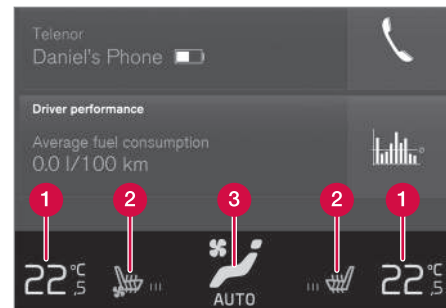 Telenor
Daniel's Phone
Driver performance
Average fuel consumption
0.0 l/100 km
1 2 3 2 1
22°C,5 22°C,5
AUTO